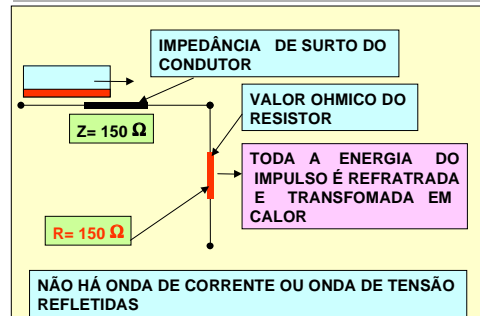 IMPEDÂNCIA DE SURTO DO
CONDUTOR
Z= 150 Ω
VALOR OHMICO DO
RESISTOR
TODA A ENERGIA DO
IMPULSO É REFRATRADA
E TRANSFOMADA EM
CALOR
R= 150 Ω
NÃO HÁ ONDA DE CORRENTE OU ONDA DE TENSÃO
REFLETIDAS